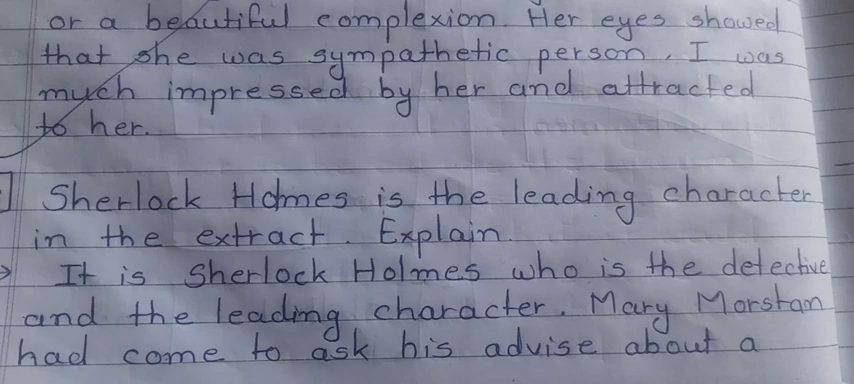 or a beautiful complexion. Her eyes showed
that she was sympathetic person. I was
much impressed by her and attracted
to her.
] Sherlock Holmes is the leading character
in the extract. Explain.
> It is Sherlock Holmes who is the detective
and the leading character. Mary Morstan
had come to ask his advise about a